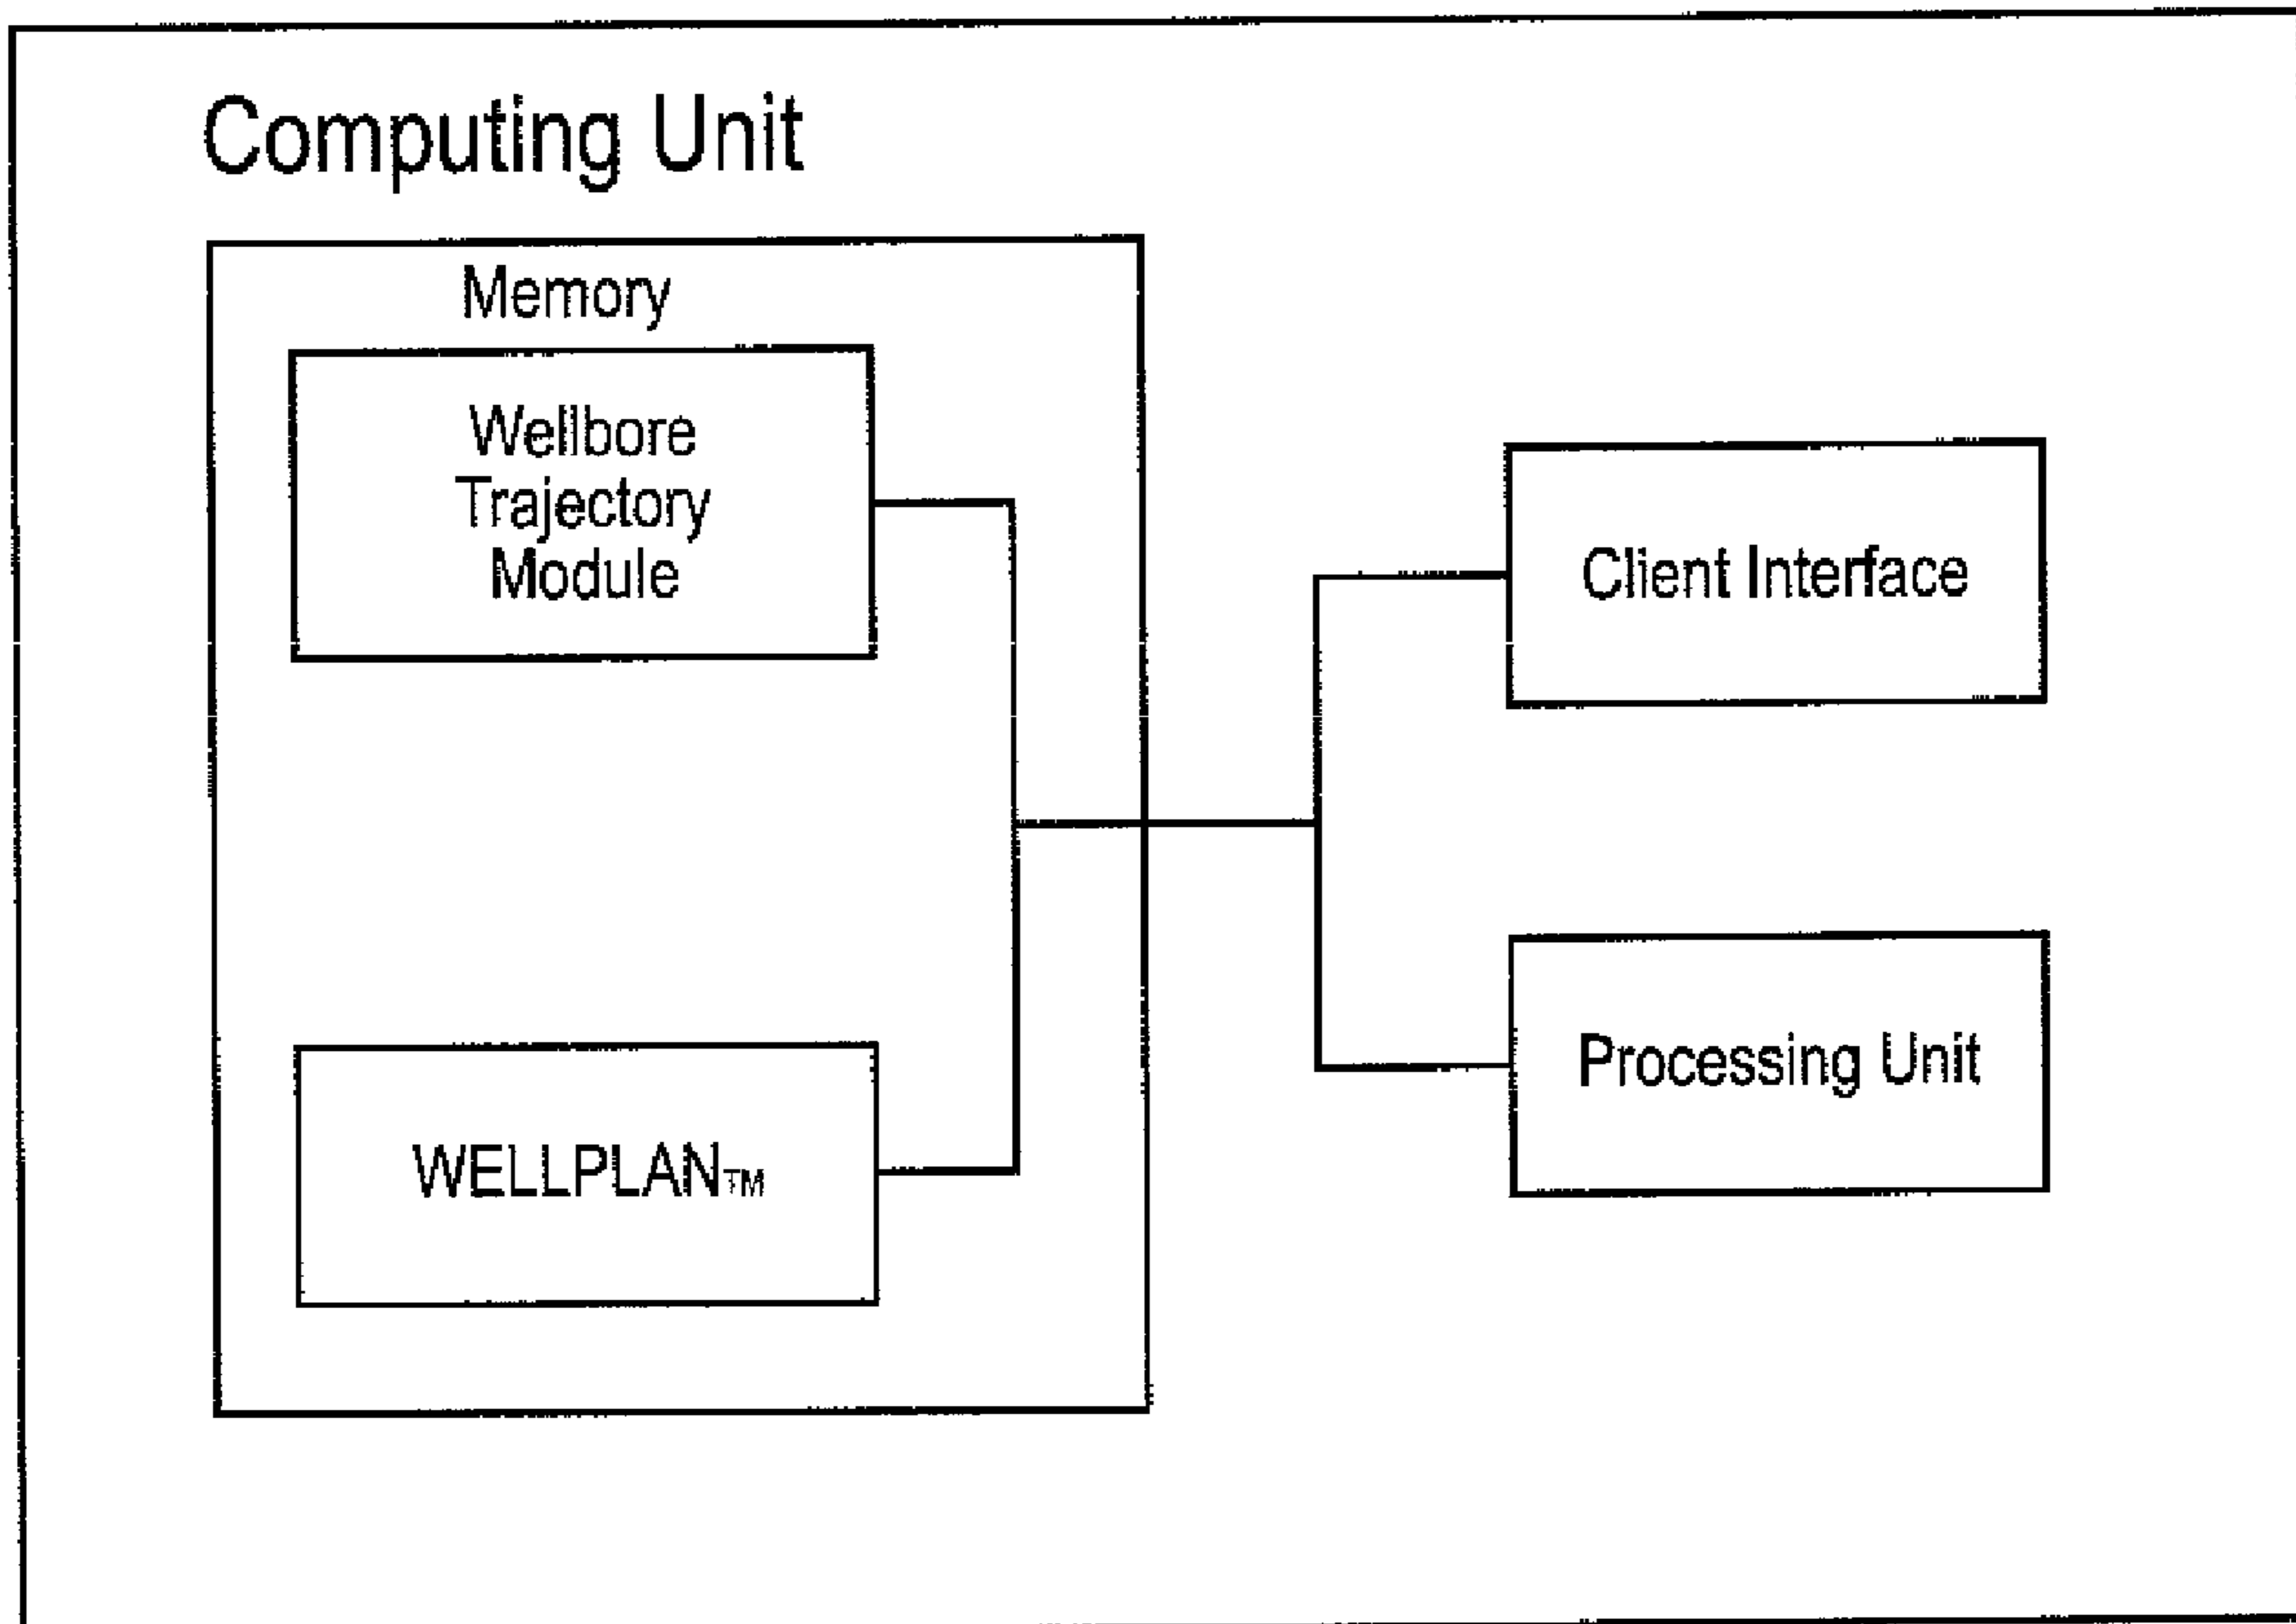 Computing Unit
Memory
Wellbore
Trajectory
Module
Client Interface
Processing Unit
WELLPLAN™